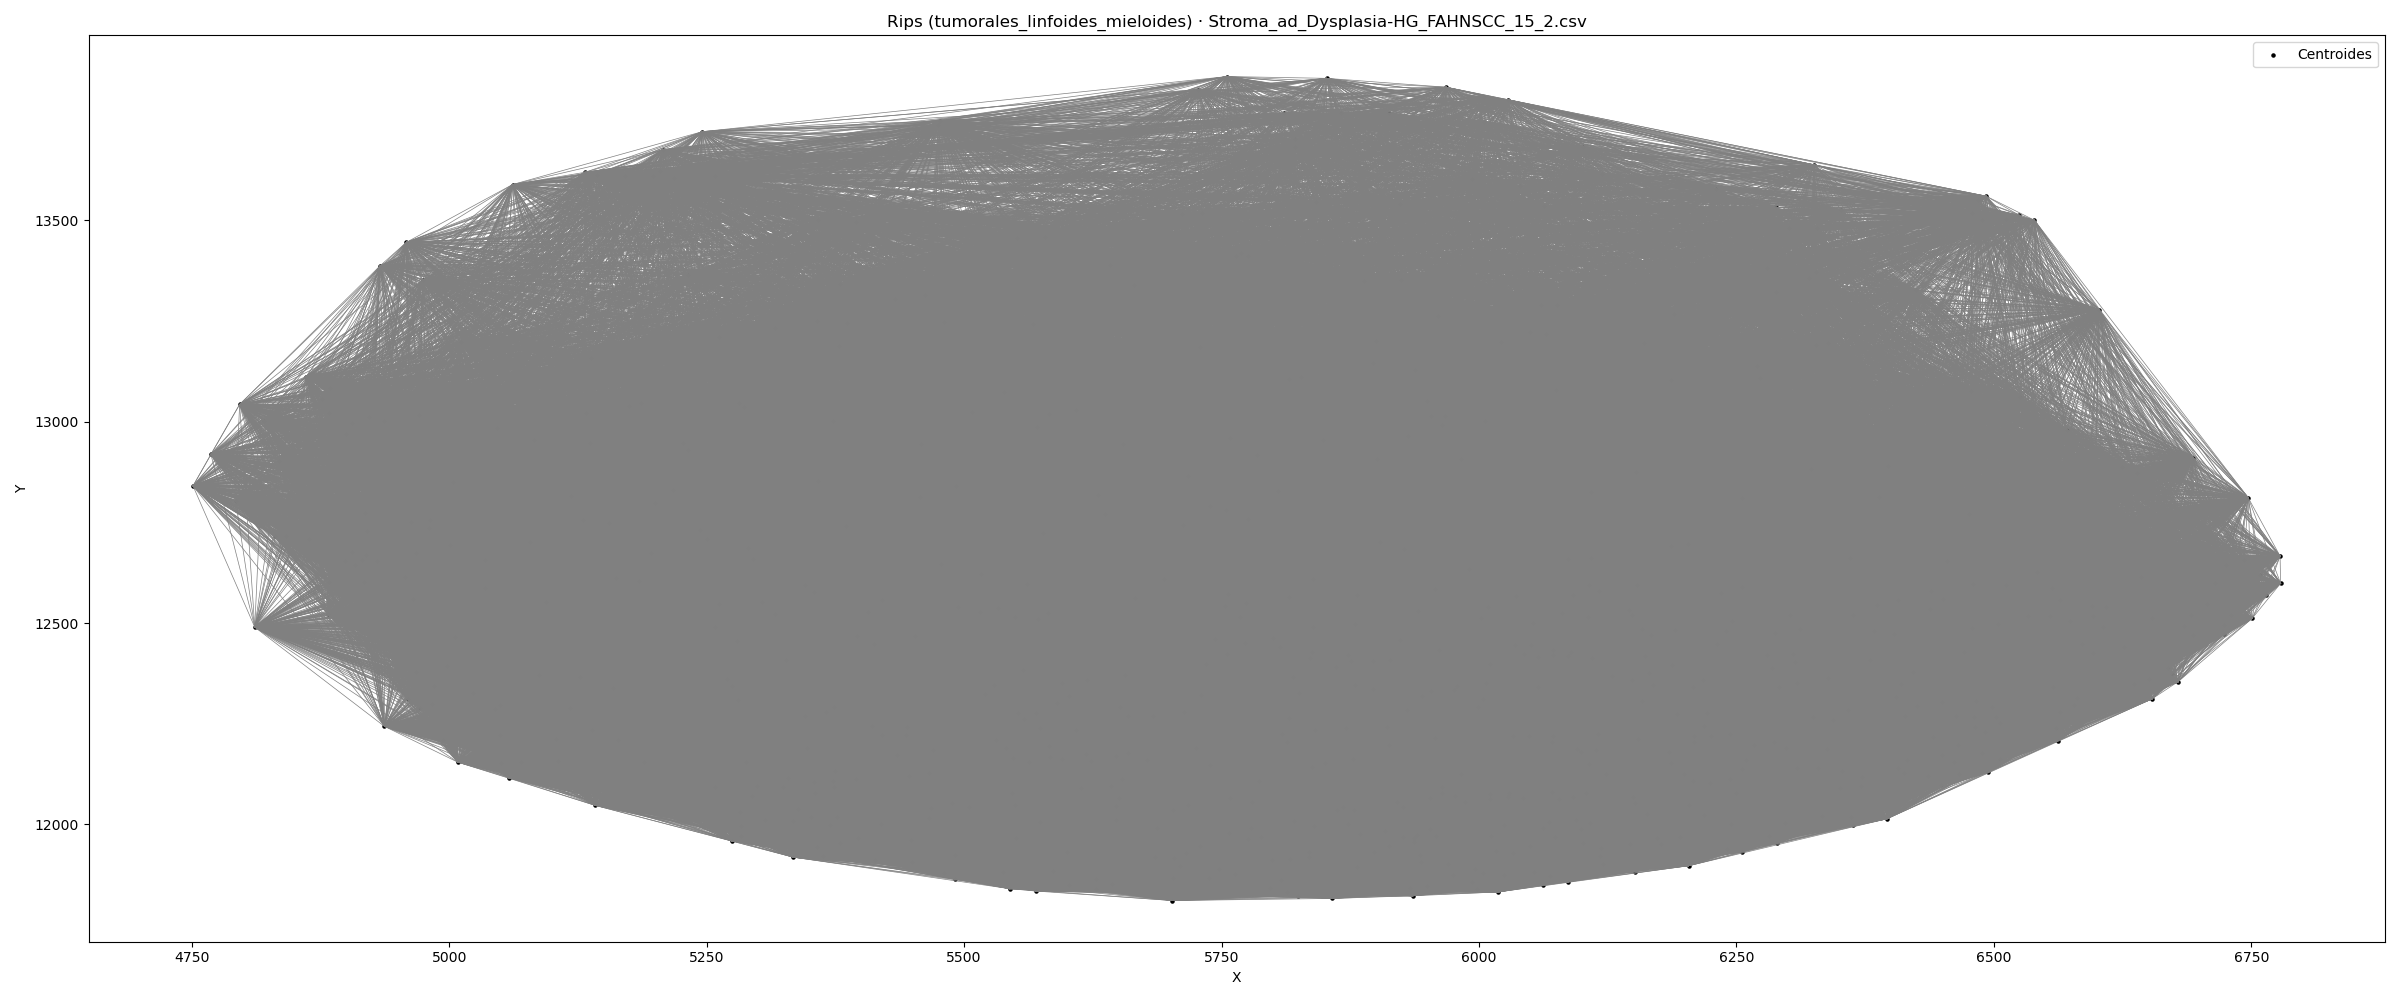 Rips (tumorales_linfoides_mieloides) · Stroma_ad_Dysplasia-HG_FAHNSCC_15_2.csv
Centroides
13500
13000
12500
12000
Y
4750 5000 5250 5500 5750 6000 6250 6500 6750
X